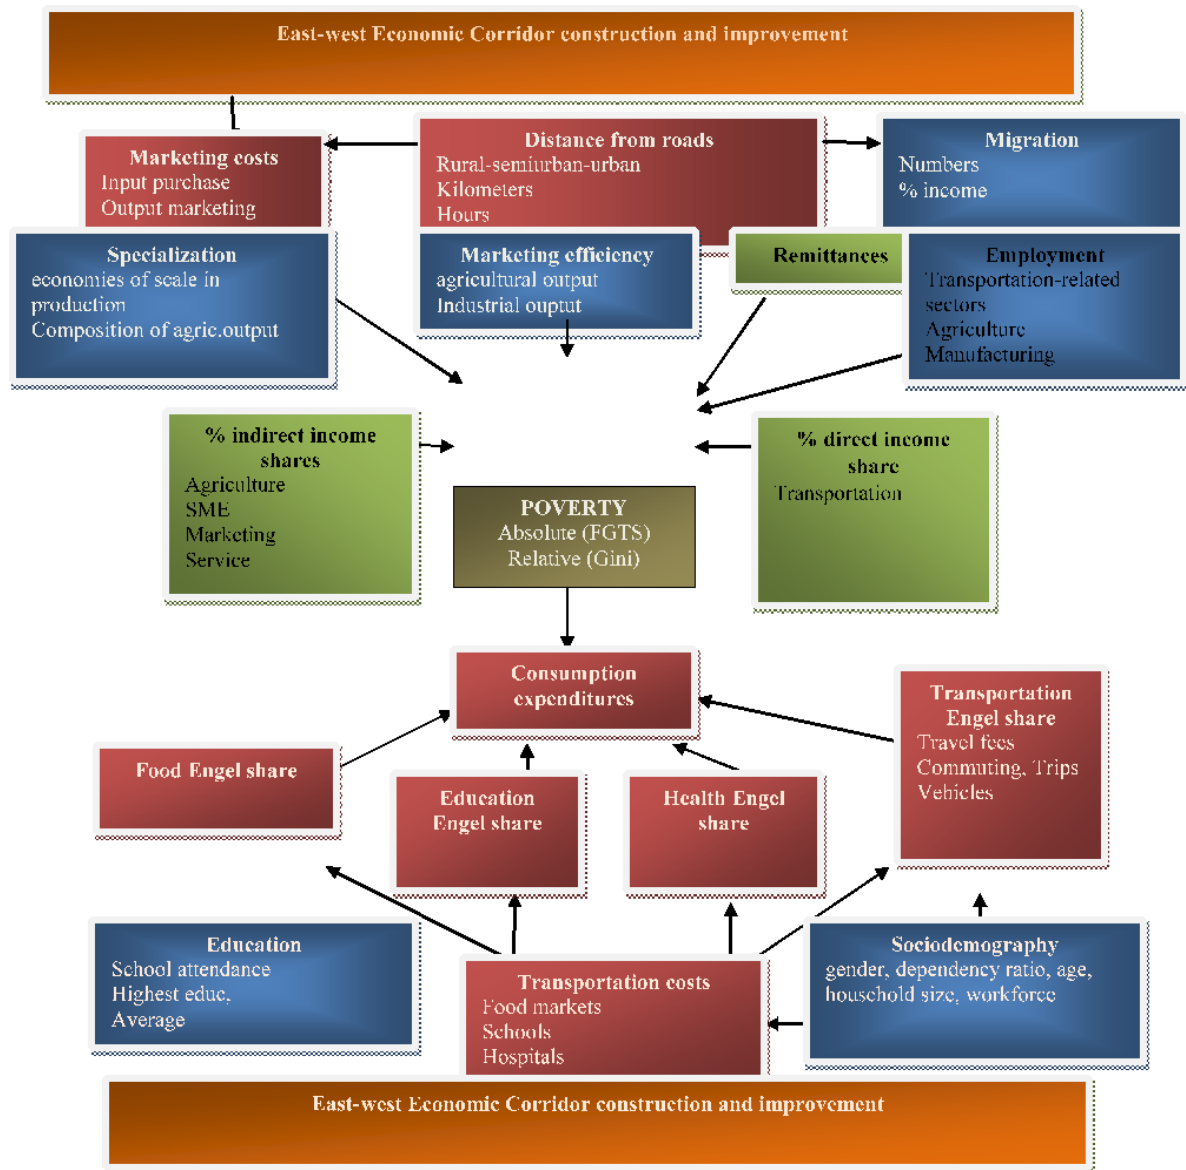 East-west Economic Corridor construction and improvement
Marketing costs
Input purchase
Output marketing
Distance from roads
Rural-semiurban-urban
Kilometers
Hours
Migration
Numbers
% income
Specialization
economies of scale in
production
Composition of agric.output
Marketing efficiency
agricultural output
Industrial ouptut
Remittances
Employment
Transportation-related
sectors
Agriculture
Manufacturing
% indirect income
shares
Agriculture
SME
Marketing
Service
POVERTY
Absolute (FGTS)
Relative (Gini)
% direct income
share
Transportation
Consumption
expenditures
Transportation
Engel share
Travel fees
Commuting, Trips
Vehicles
Food Engel share
Education
Engel share
Health Engel
share
Education
School attendance
Highest educ,
Average
Transportation costs
Food markets
Schools
Hospitals
Sociodemography
gender, dependency ratio, age,
household size, workforce
East-west Economic Corridor construction and improvement